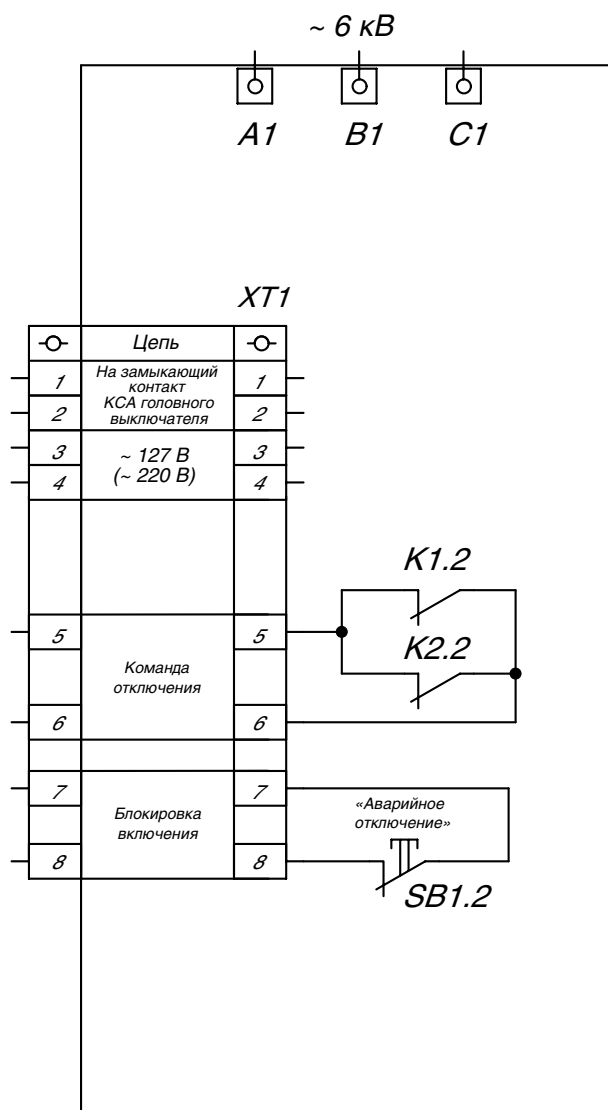 ~ 6 кВ
A1 B1 C1
XT1
Цепь
1 На замыкающий 1
контакт
2 КСА головного 2
выключателя
3 ~ 127 В 3
4 (~ 220 В) 4
K1.2
5 5
K2.2
Команда
отключения
6 6
7 7
«Аварийное
Блокировка отключение»
включения
8 8
SB1.2